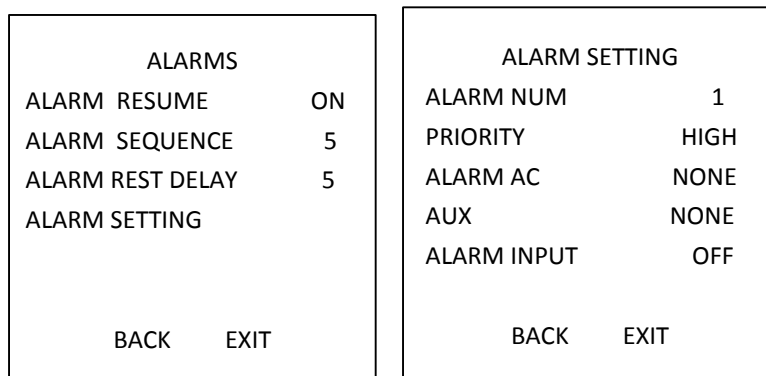 ALARMS
ALARM RESUME ON
ALARM SEQUENCE 5
ALARM REST DELAY 5
ALARM SETTING
BACK EXIT
ALARM SETTING
ALARM NUM 1
PRIORITY HIGH
ALARM AC NONE
AUX NONE
ALARM INPUT OFF
BACK EXIT